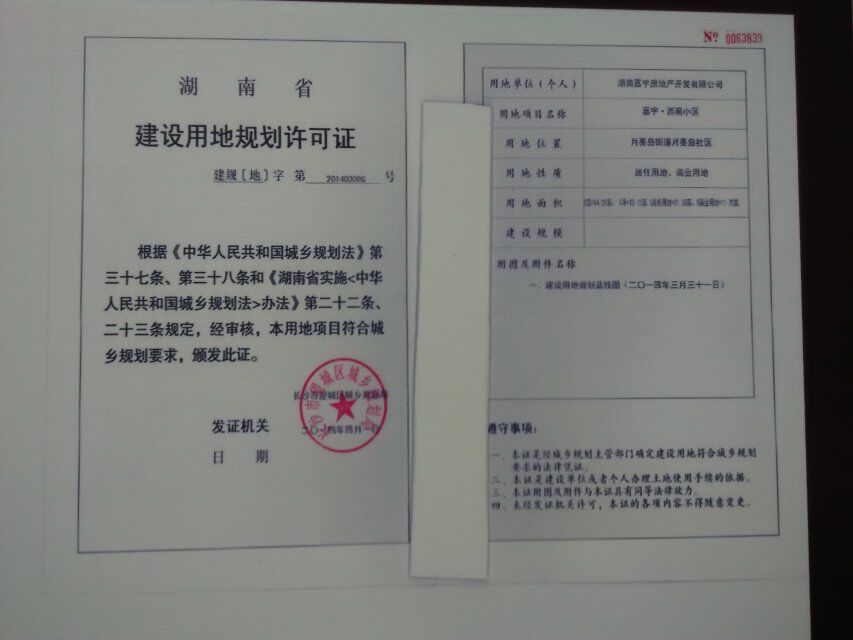 湖南省
建设用地规划许可证
建规〔地〕字 第 201403006 号
根据《中华人民共和国城乡规划法》第
三十七条、第三十八条和《湖南省实施<中华
人民共和国城乡规划法>办法》第二十二条、
二十三条规定，经审核，本用地项目符合城
乡规划要求，颁发此证。
长沙市望城区城乡规划局
发证机关
二〇一四年四月一日
日 期
№ 0063839
用地单位（个人） 湖南嘉宇房地产开发有限公司
用地项目名称 嘉宇·西苑小区
用地位置 月亮岛街道月亮岛社区
用地性质 居住用地、商业用地
用地面积
建设规模
附图及附件名称
一、建设用地规划蓝线图（二〇一四年三月三十一日）
遵守事项：
一、本证是经城乡规划主管部门确定建设用地符合城乡规划
要求的法律凭证。
二、本证是建设单位或者个人办理土地使用手续的依据。
三、本证附图及附件与本证具有同等法律效力。
四、未经发证机关许可，本证的各项内容不得随意变更。